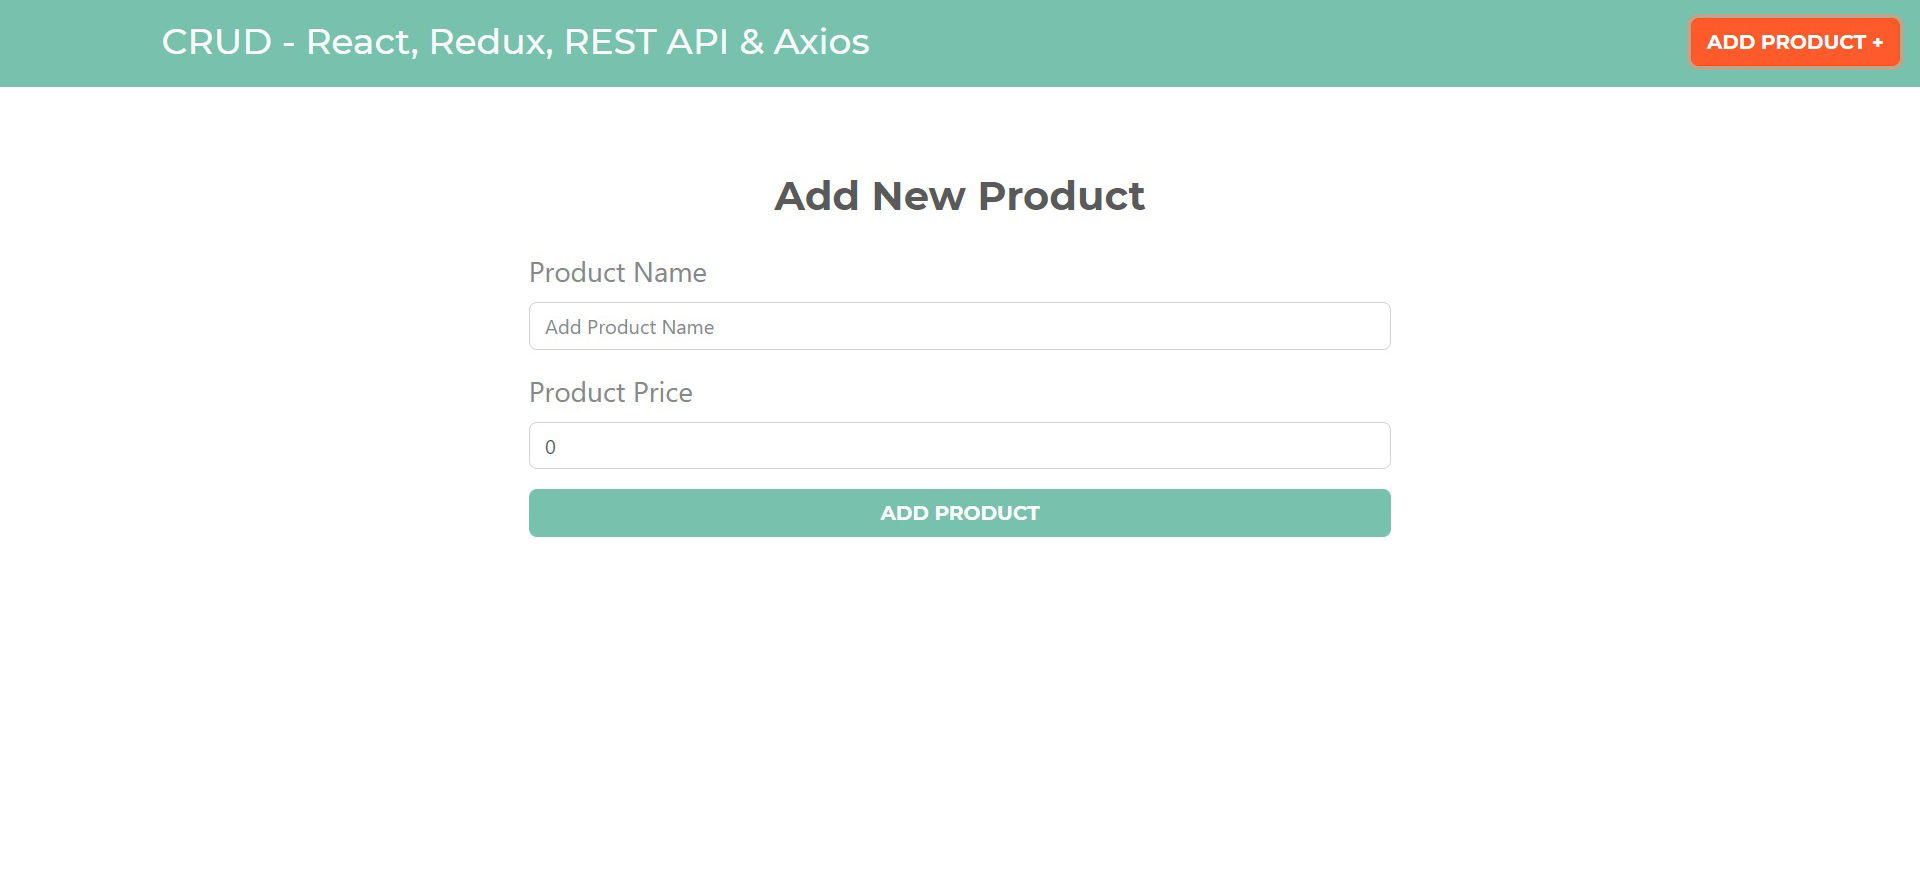 CRUD - React, Redux, REST API & Axios
ADD PRODUCT +
Add New Product
Product Name
Add Product Name
Product Price
0
ADD PRODUCT